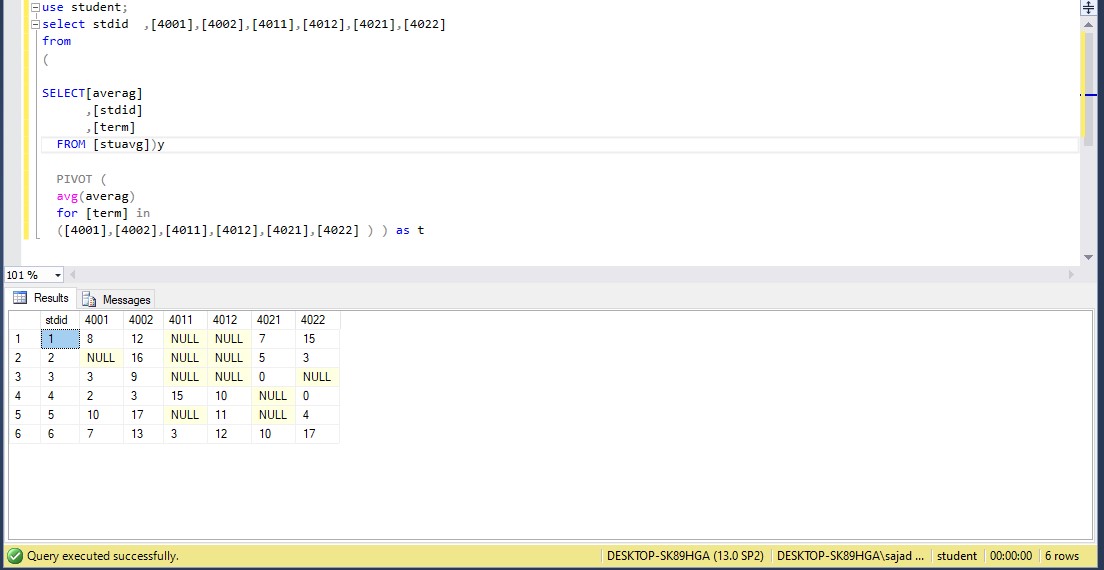 use student;
select stdid  ,[4001],[4002],[4011],[4012],[4021],[4022]
from
(
SELECT[averag]
,[stdid]
,[term]
FROM [stuavg])y
PIVOT (
avg(averag)
for [term] in
([4001],[4002],[4011],[4012],[4021],[4022] ) ) as t
101 %
Results Messages
stdid 4001 4002 4011 4012 4021 4022
1 1 8 12 NULL NULL 7 15
2 2 NULL 16 NULL NULL 5 3
3 3 3 9 NULL NULL 0 NULL
4 4 2 3 15 10 NULL 0
5 5 10 17 NULL 11 NULL 4
6 6 7 13 3 12 10 17
Query executed successfully. DESKTOP-SK89HGA (13.0 SP2) DESKTOP-SK89HGA\sajad ... student 00:00:00 6 rows